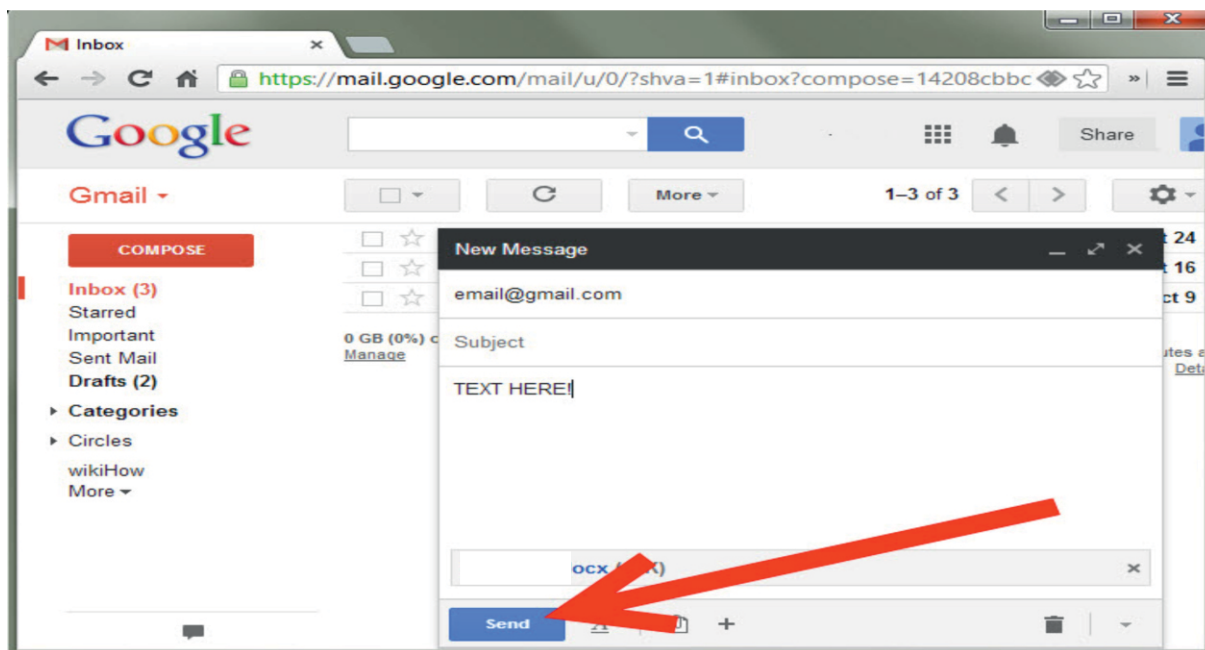 Inbox
https://mail.google.com/mail/u/0/?shva=1#inbox?compose=14208cbbc
Google
Share
Gmail
More
1–3 of 3
COMPOSE
New Message
24
16
9
Inbox (3)
email@gmail.com
Starred
Important
0 GB (0%)
Subject
Sent Mail
Manage
Drafts (2)
TEXT HERE!
Categories
Circles
wikiHow
More
ocx
Send
A